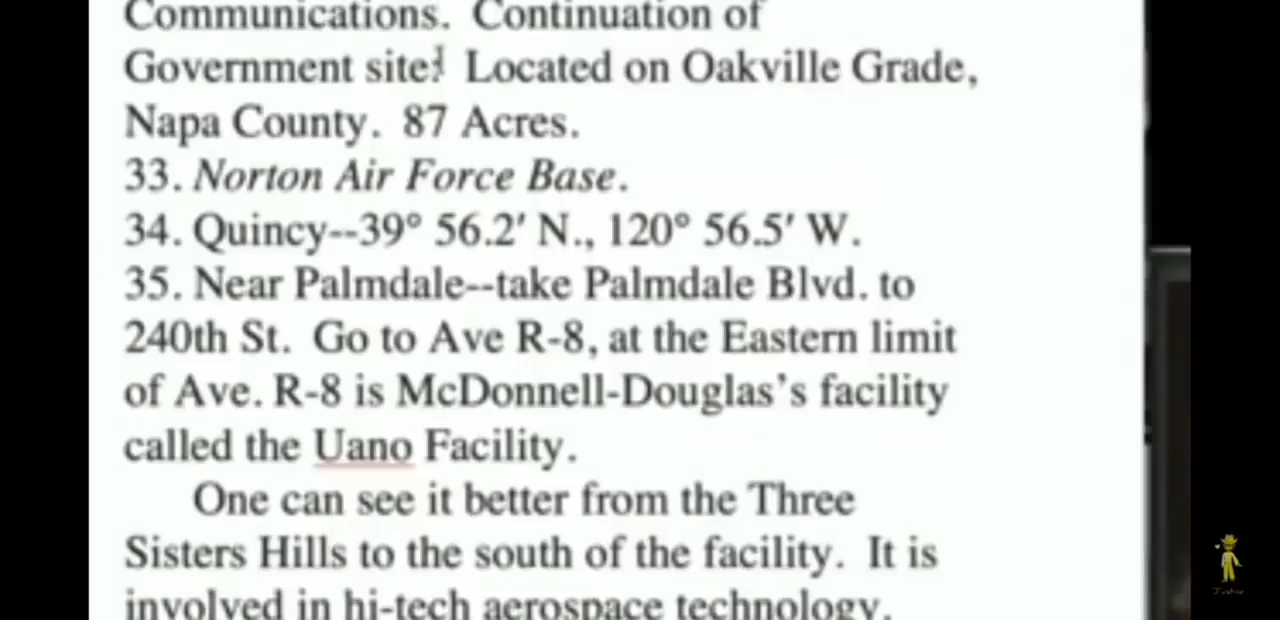 Communications.  Continuation of
Government site!  Located on Oakville Grade,
Napa County.  87 Acres.
33. Norton Air Force Base.
34. Quincy--39° 56.2′ N., 120° 56.5′ W.
35. Near Palmdale--take Palmdale Blvd. to
240th St.  Go to Ave R-8, at the Eastern limit
of Ave. R-8 is McDonnell-Douglas’s facility
called the Uano Facility.
One can see it better from the Three
Sisters Hills to the south of the facility.  It is
involved in hi-tech aerospace technology.